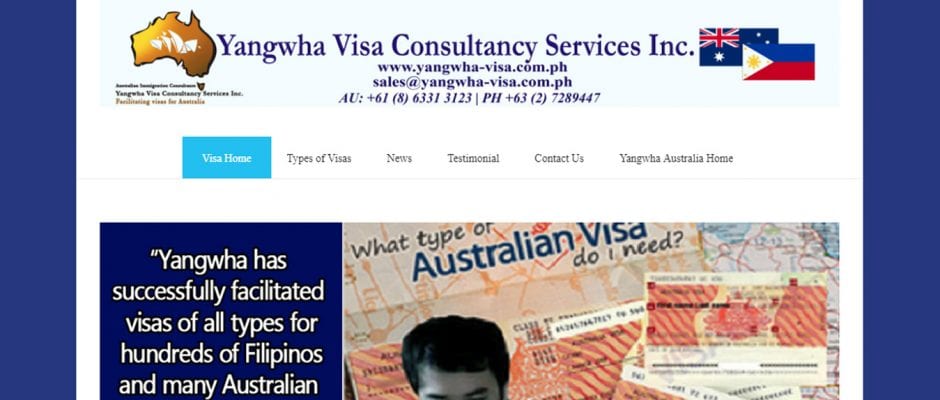 Yangwha Visa Consultancy Services Inc.
www.yangwha-visa.com.ph
sales@yangwha-visa.com.ph
AU: +61 (8) 6331 3123 | PH +63 (2) 7289447
Australian Immigration Consultancy
Yangwha Visa Consultancy Services Inc.
Facilitating visas for Australia
Visa Home
Types of Visas
News
Testimonial
Contact Us
Yangwha Australia Home
“Yangwha has
successfully facilitated
visas of all types for
hundreds of Filipinos
and many Australian
What type of
Australian Visa
do i need?